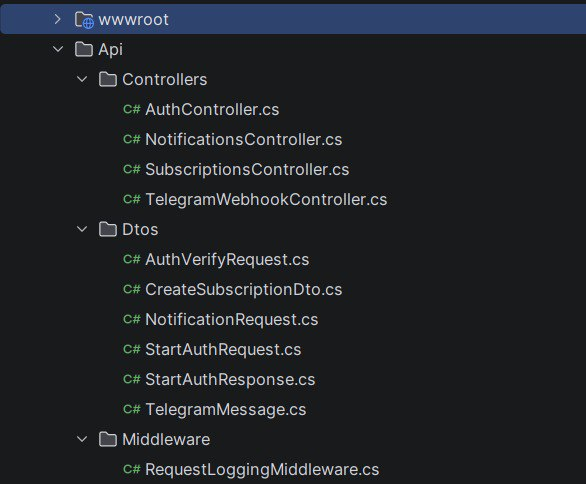 wwwroot
Api
Controllers
C# AuthController.cs
C# NotificationsController.cs
C# SubscriptionsController.cs
C# TelegramWebhookController.cs
Dtos
C# AuthVerifyRequest.cs
C# CreateSubscriptionDto.cs
C# NotificationRequest.cs
C# StartAuthRequest.cs
C# StartAuthResponse.cs
C# TelegramMessage.cs
Middleware
C# RequestLoggingMiddleware.cs